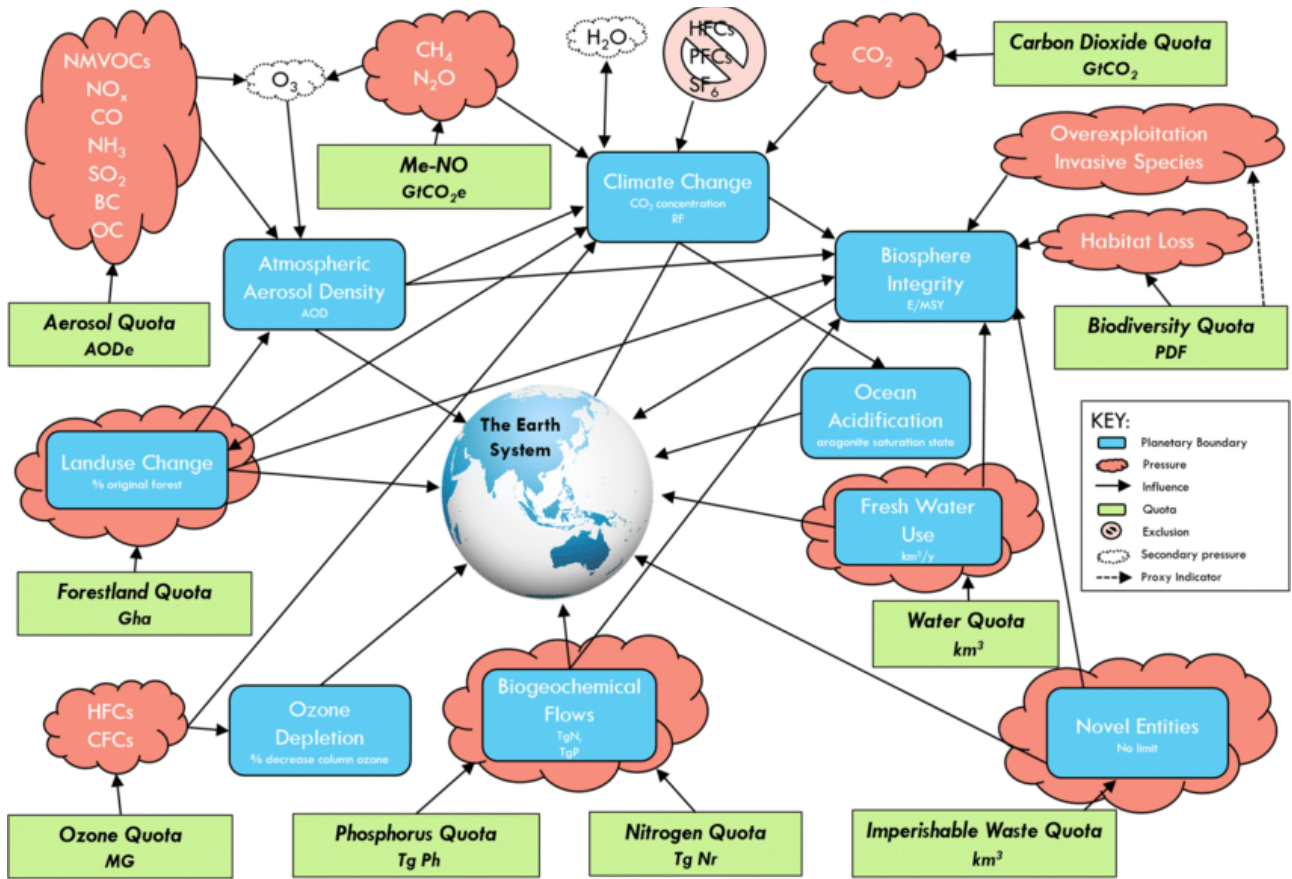 NMVOCs
NOₓ
CO
NH₃
SO₂
BC
OC
O₃
CH₄
N₂O
H₂O
HFCs
PFCs
SF₆
CO₂
Carbon Dioxide Quota
GtCO₂
Me-NO
GtCO₂e
Climate Change
CO₂ concentration
RF
Overexploitation
Invasive Species
Habitat Loss
Atmospheric
Aerosol Density
AOD
Biosphere
Integrity
E/MSY
Aerosol Quota
AODe
Biodiversity Quota
PDF
The Earth
System
Ocean
Acidification
aragonite saturation state
KEY:
Planetary Boundary
Pressure
Influence
Quota
Exclusion
Secondary pressure
Proxy Indicator
Landuse Change
% original forest
Fresh Water
Use
km³/y
Forestland Quota
Gha
Water Quota
km³
HFCs
CFCs
Ozone
Depletion
% decrease column ozone
Biogeochemical
Flows
TgN,
TgP
Novel Entities
No limit
Ozone Quota
MG
Phosphorus Quota
Tg Ph
Nitrogen Quota
Tg Nr
Imperishable Waste Quota
km³